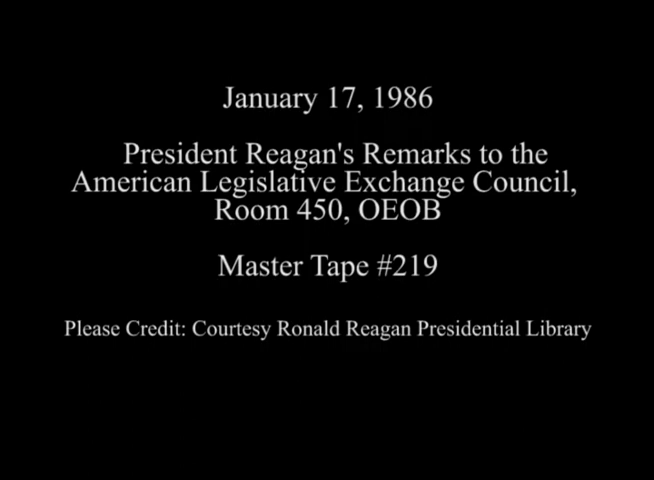 January 17, 1986
President Reagan's Remarks to the
American Legislative Exchange Council,
Room 450, OEOB
Master Tape #219
Please Credit: Courtesy Ronald Reagan Presidential Library